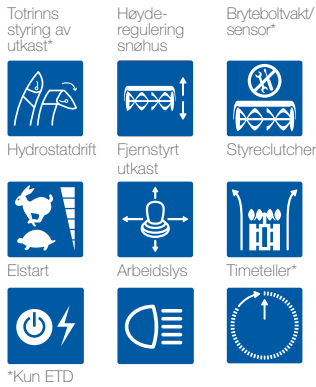 Totrinns
styring av
utkast*
Høyde-
regulering
snøhus
Bryteboltvakt/
sensor*
Hydrostatdrift
Fjernstyrt
utkast
Styreclutcher
Elstart
Arbeidslys
Timeteller*
*Kun ETD